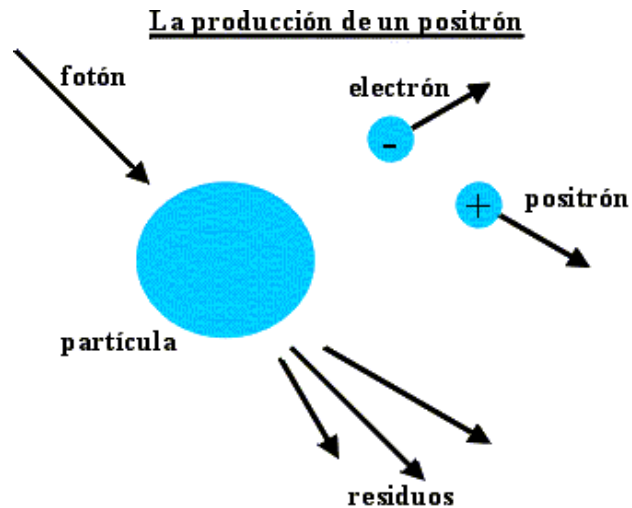 La producción de un positrón
fotón
electrón
-
+
positrón
partícula
residuos